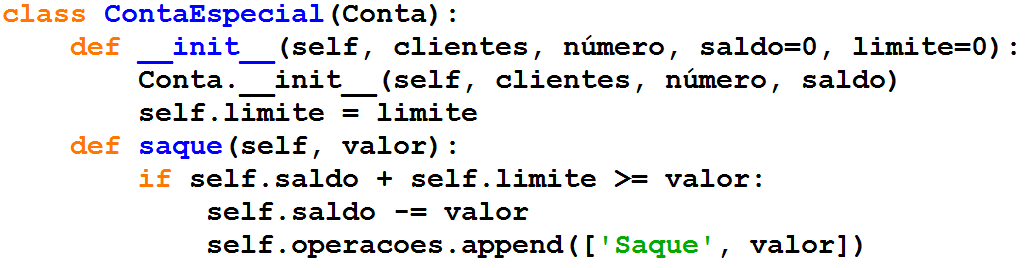 class ContaEspecial(Conta):
    def __init__(self, clientes, número, saldo=0, limite=0):
        Conta.__init__(self, clientes, número, saldo)
        self.limite = limite
    def saque(self, valor):
        if self.saldo + self.limite >= valor:
            self.saldo -= valor
            self.operacoes.append(['Saque', valor])